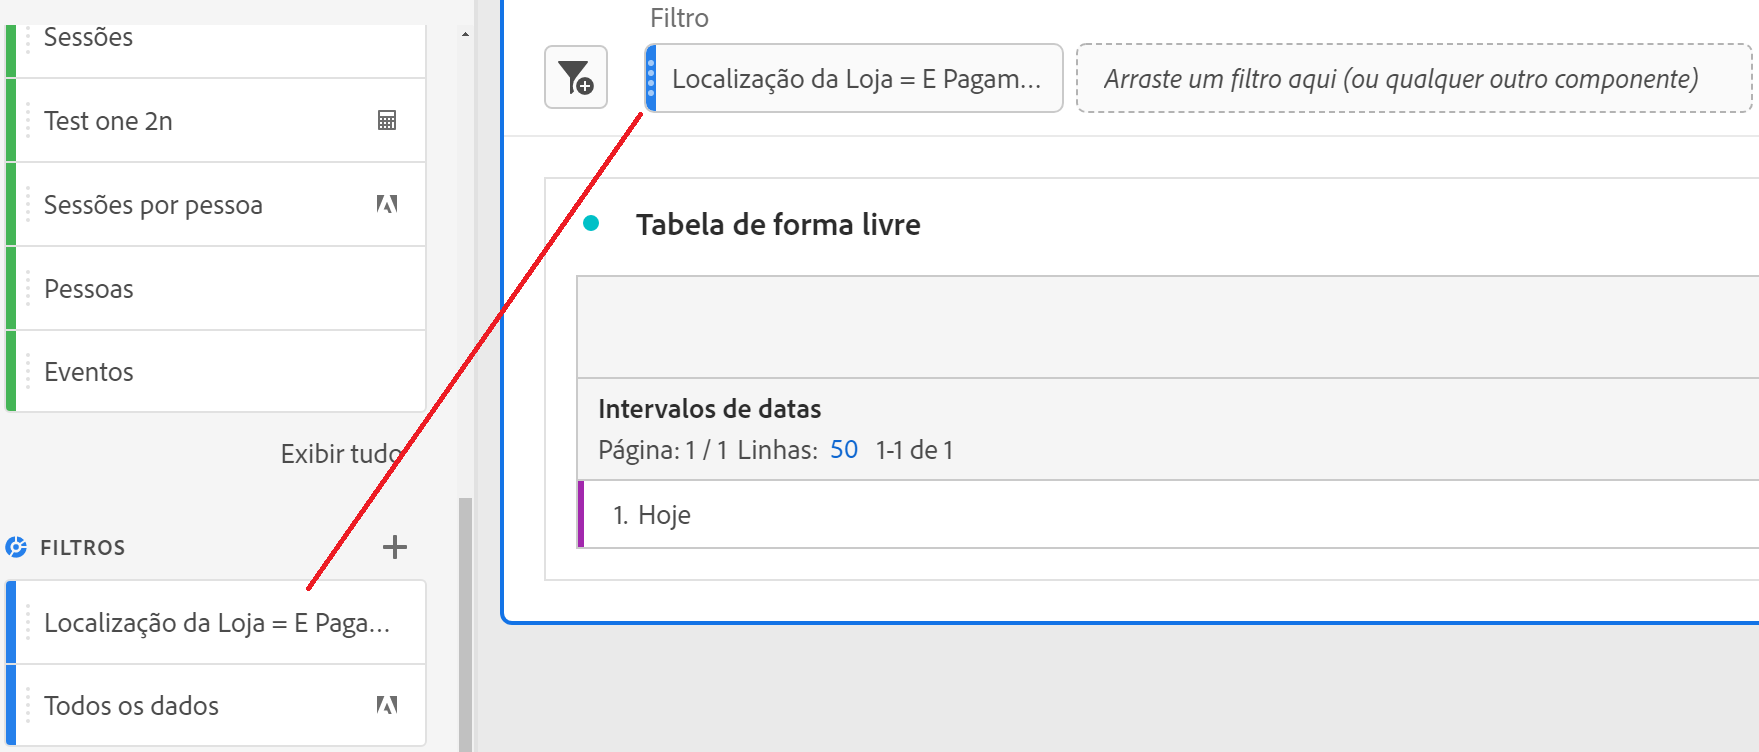 Sessões
Test one 2n
Sessões por pessoa
Pessoas
Eventos
Exibir tudo
FILTROS
Localização da Loja = E Paga...
Todos os dados
Filtro
Localização da Loja = E Pagam...
Arraste um filtro aqui (ou qualquer outro componente)
Tabela de forma livre
Intervalos de datas
Página: 1 / 1 Linhas: 50 1-1 de 1
1. Hoje